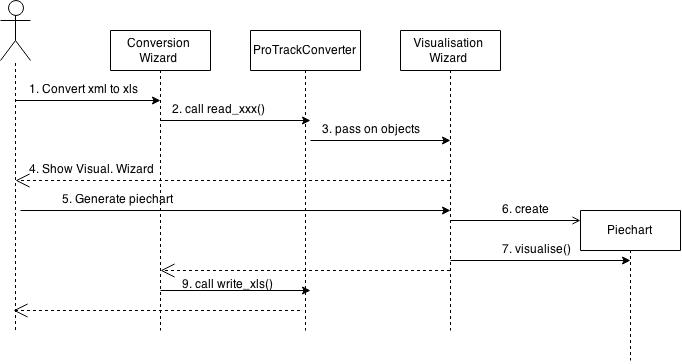 Conversion
Wizard
ProTrackConverter
Visualisation
Wizard
1. Convert xml to xls
2. call read_xxx()
3. pass on objects
4. Show Visual. Wizard
5. Generate piechart
6. create
Piechart
7. visualise()
9. call write_xls()